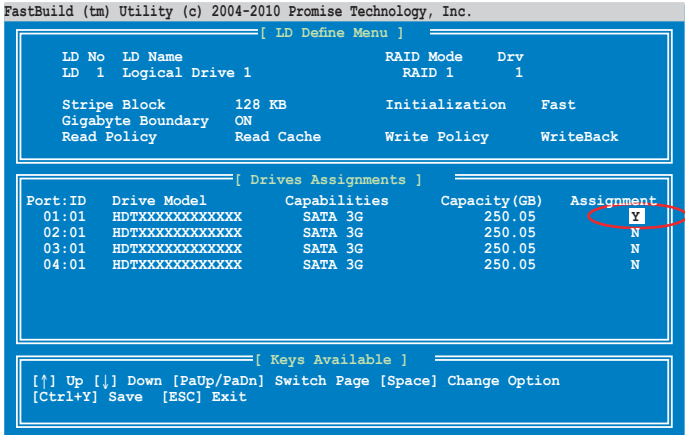 FastBuild (tm) Utility (c) 2004-2010 Promise Technology, Inc.
[ LD Define Menu ]
LD No LD Name RAID Mode Drv
LD 1 Logical Drive 1 RAID 1 1
Stripe Block 128 KB Initialization Fast
Gigabyte Boundary ON
Read Policy Read Cache Write Policy WriteBack
[ Drives Assignments ]
Port:ID Drive Model Capabilities Capacity(GB) Assignment
01:01 HDTXXXXXXXXXXXX SATA 3G 250.05 Y
02:01 HDTXXXXXXXXXXXX SATA 3G 250.05 N
03:01 HDTXXXXXXXXXXXX SATA 3G 250.05 N
04:01 HDTXXXXXXXXXXXX SATA 3G 250.05 N
[ Keys Available ]
[↑] Up [↓] Down [PaUp/PaDn] Switch Page [Space] Change Option
[Ctrl+Y] Save [ESC] Exit